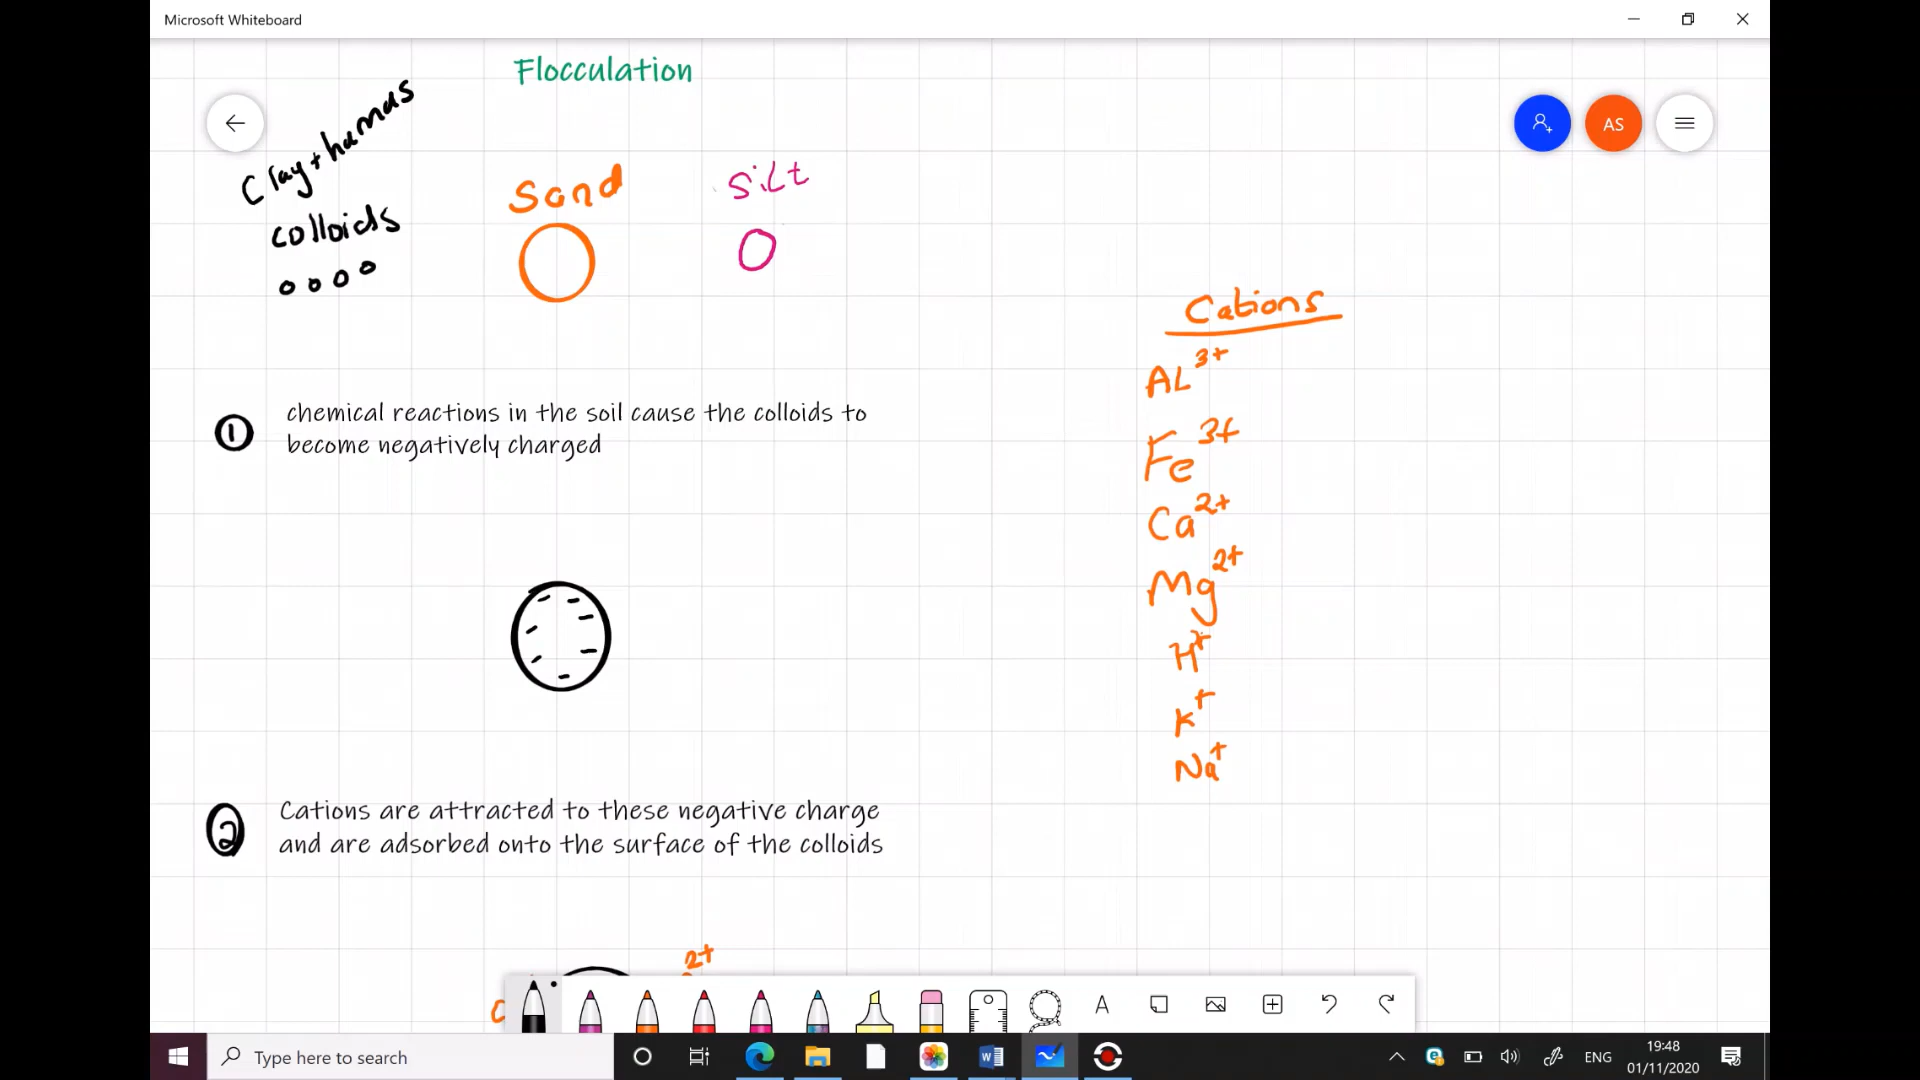 Microsoft Whiteboard
Flocculation
Clay + humas
colloids
Sand
Silt
AS
Cations
AL3+
Fe3+
Ca2+
Mg2+
H+
K+
Na+
1
chemical reactions in the soil cause the colloids to
become negatively charged
2
Cations are attracted to these negative charge
and are adsorbed onto the surface of the colloids
2+
Type here to search
ENG
19:48
01/11/2020